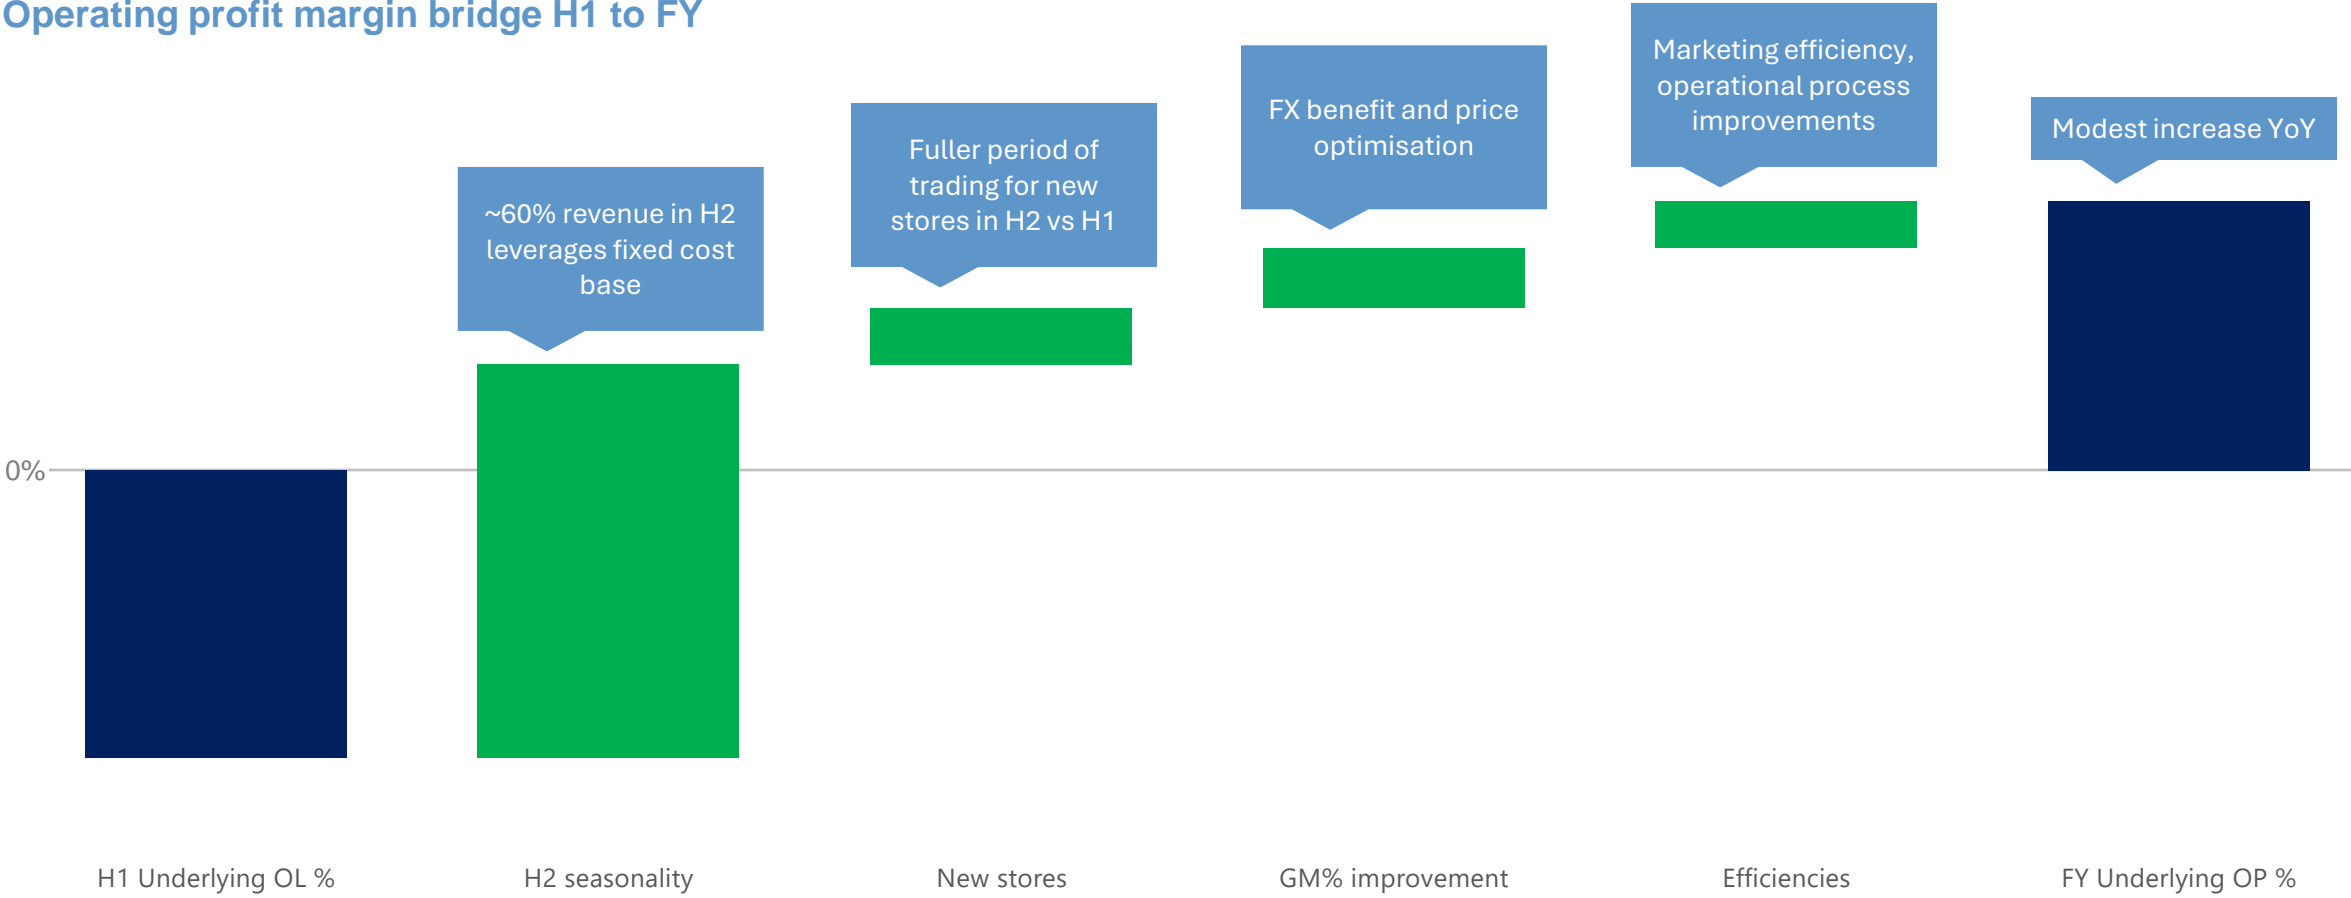 Operating profit margin bridge H1 to FY
~60% revenue in H2
leverages fixed cost
base
Fuller period of
trading for new
stores in H2 vs H1
FX benefit and price
optimisation
Marketing efficiency,
operational process
improvements
Modest increase YoY
0%
H1 Underlying OL %
H2 seasonality
New stores
GM% improvement
Efficiencies
FY Underlying OP %